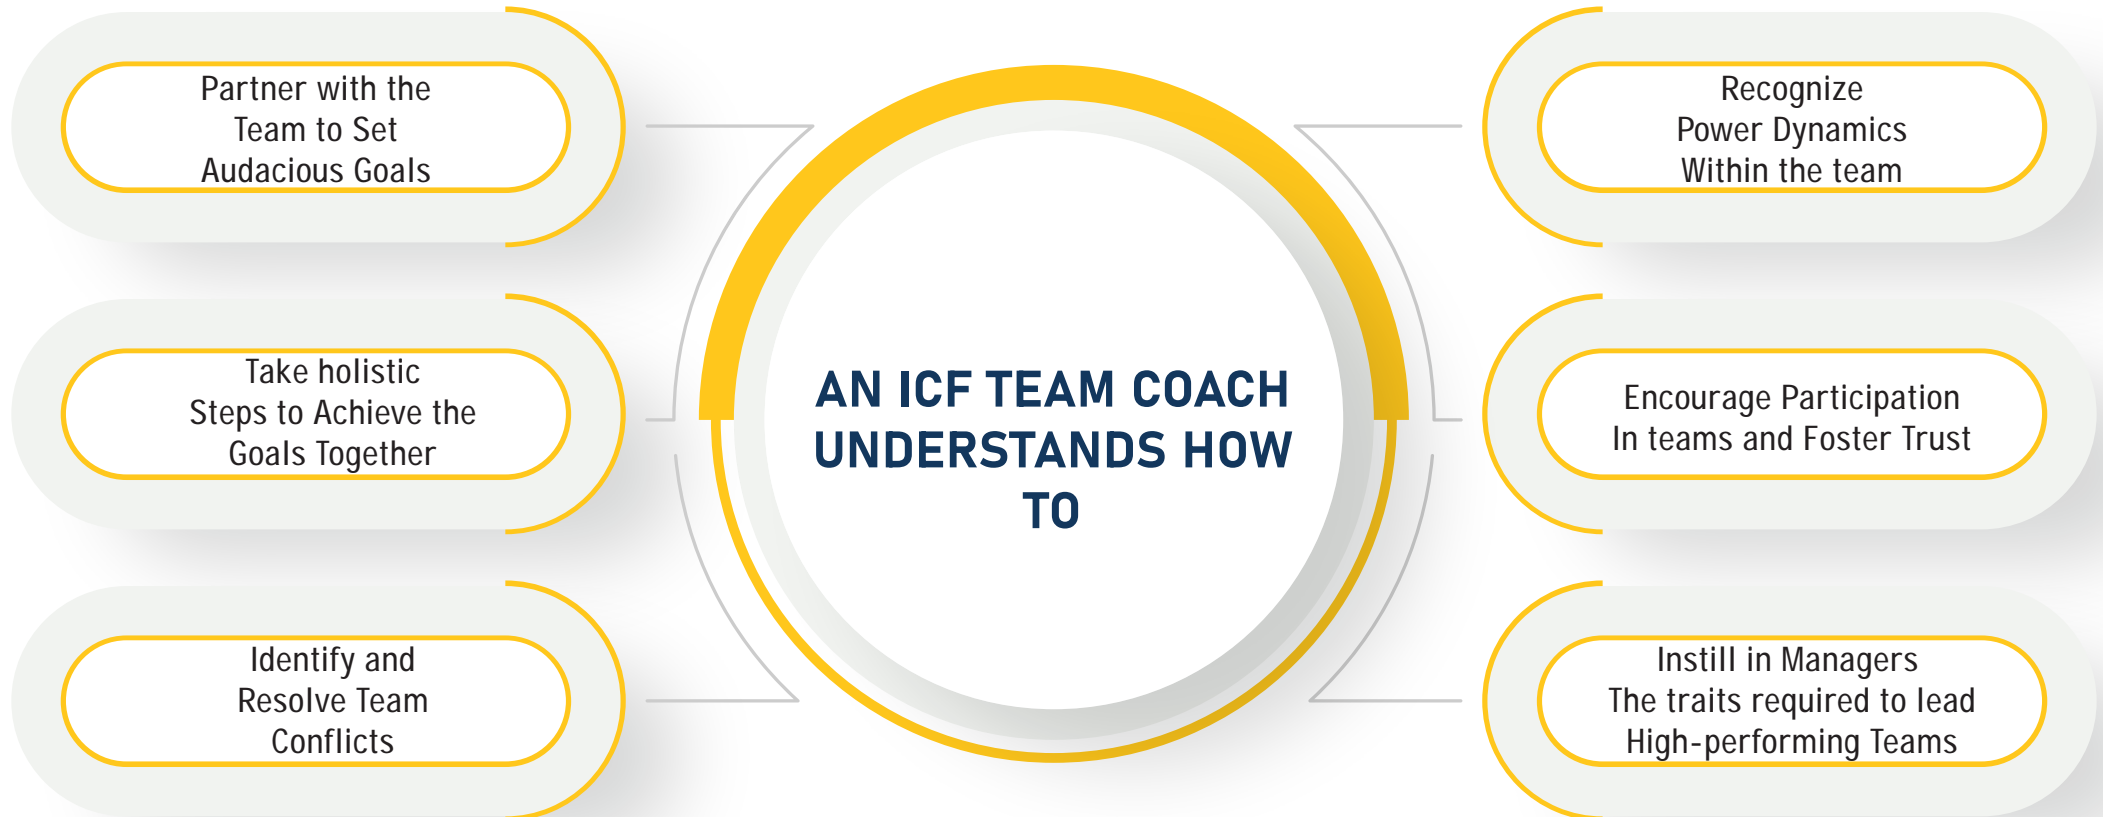 Partner with the
Team to Set
Audacious Goals
Take holistic
Steps to Achieve the
Goals Together
Identify and
Resolve Team
Conflicts
AN ICF TEAM COACH
UNDERSTANDS HOW
TO
Recognize
Power Dynamics
Within the team
Encourage Participation
In teams and Foster Trust
Instill in Managers
The traits required to lead
High-performing Teams